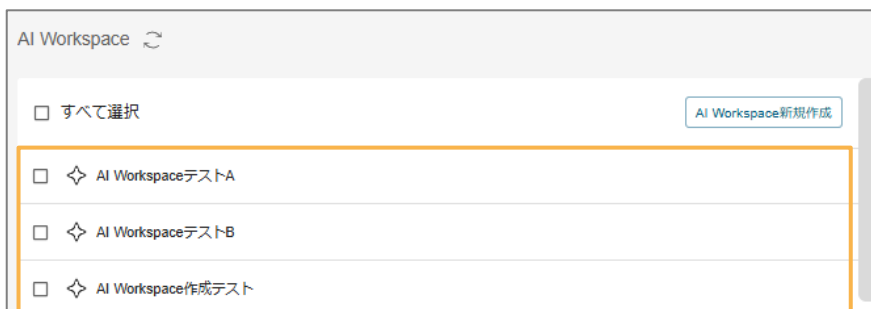 AI Workspace
すべて選択
AI Workspace新規作成
AI WorkspaceテストA
AI WorkspaceテストB
AI Workspace作成テスト